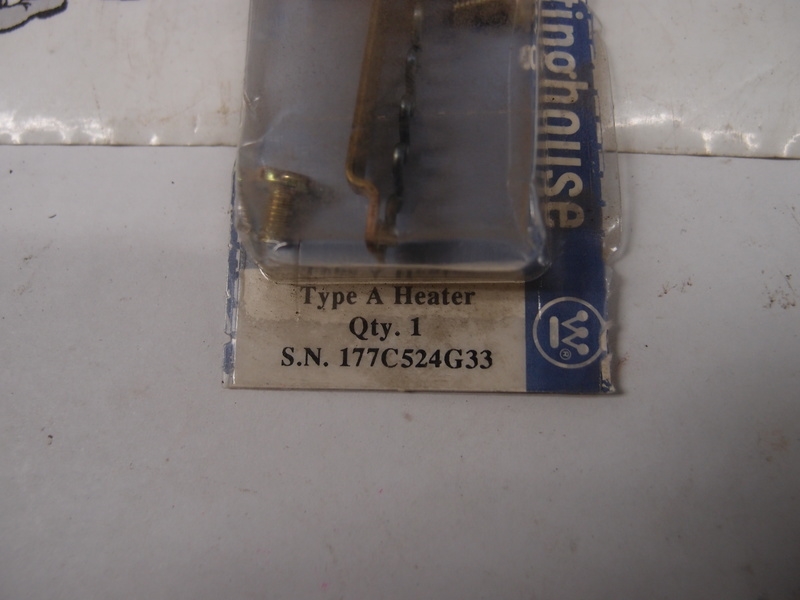 tinghouse
Type A Heater
Qty. 1
S.N. 177C524G33
W
®